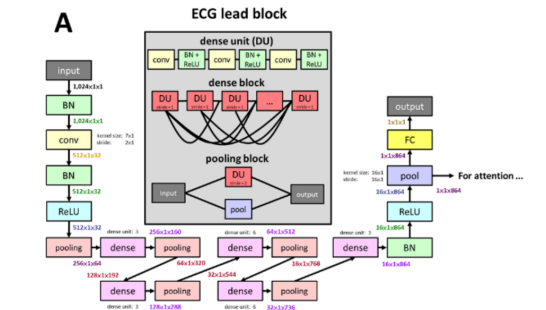 A
ECG lead block
dense unit (DU)
conv
BN + ReLU
conv
BN + ReLU
conv
BN + ReLU
dense block
DU
DU
DU
...
DU
pooling block
input
DU
pool
output
input
1,024x1x1
BN
1,024x1x1
conv
kernel size: 7x1
stride: 2x1
512x1x32
BN
512x1x32
ReLU
512x1x32
pooling
256x1x64
dense unit: 3
dense
256x1x160
pooling
128x1x192
dense
dense unit: 3
128x1x288
pooling
64x1x320
dense unit: 6
dense
64x1x512
pooling
32x1x544
dense
dense unit: 6
32x1x736
pooling
16x1x768
dense unit: 3
dense
16x1x864
BN
16x1x864
ReLU
16x1x864
kernel size: 16x1
stride: 16x1
pool
For attention ...
1x1x864
1x1x864
FC
1x1x1
output